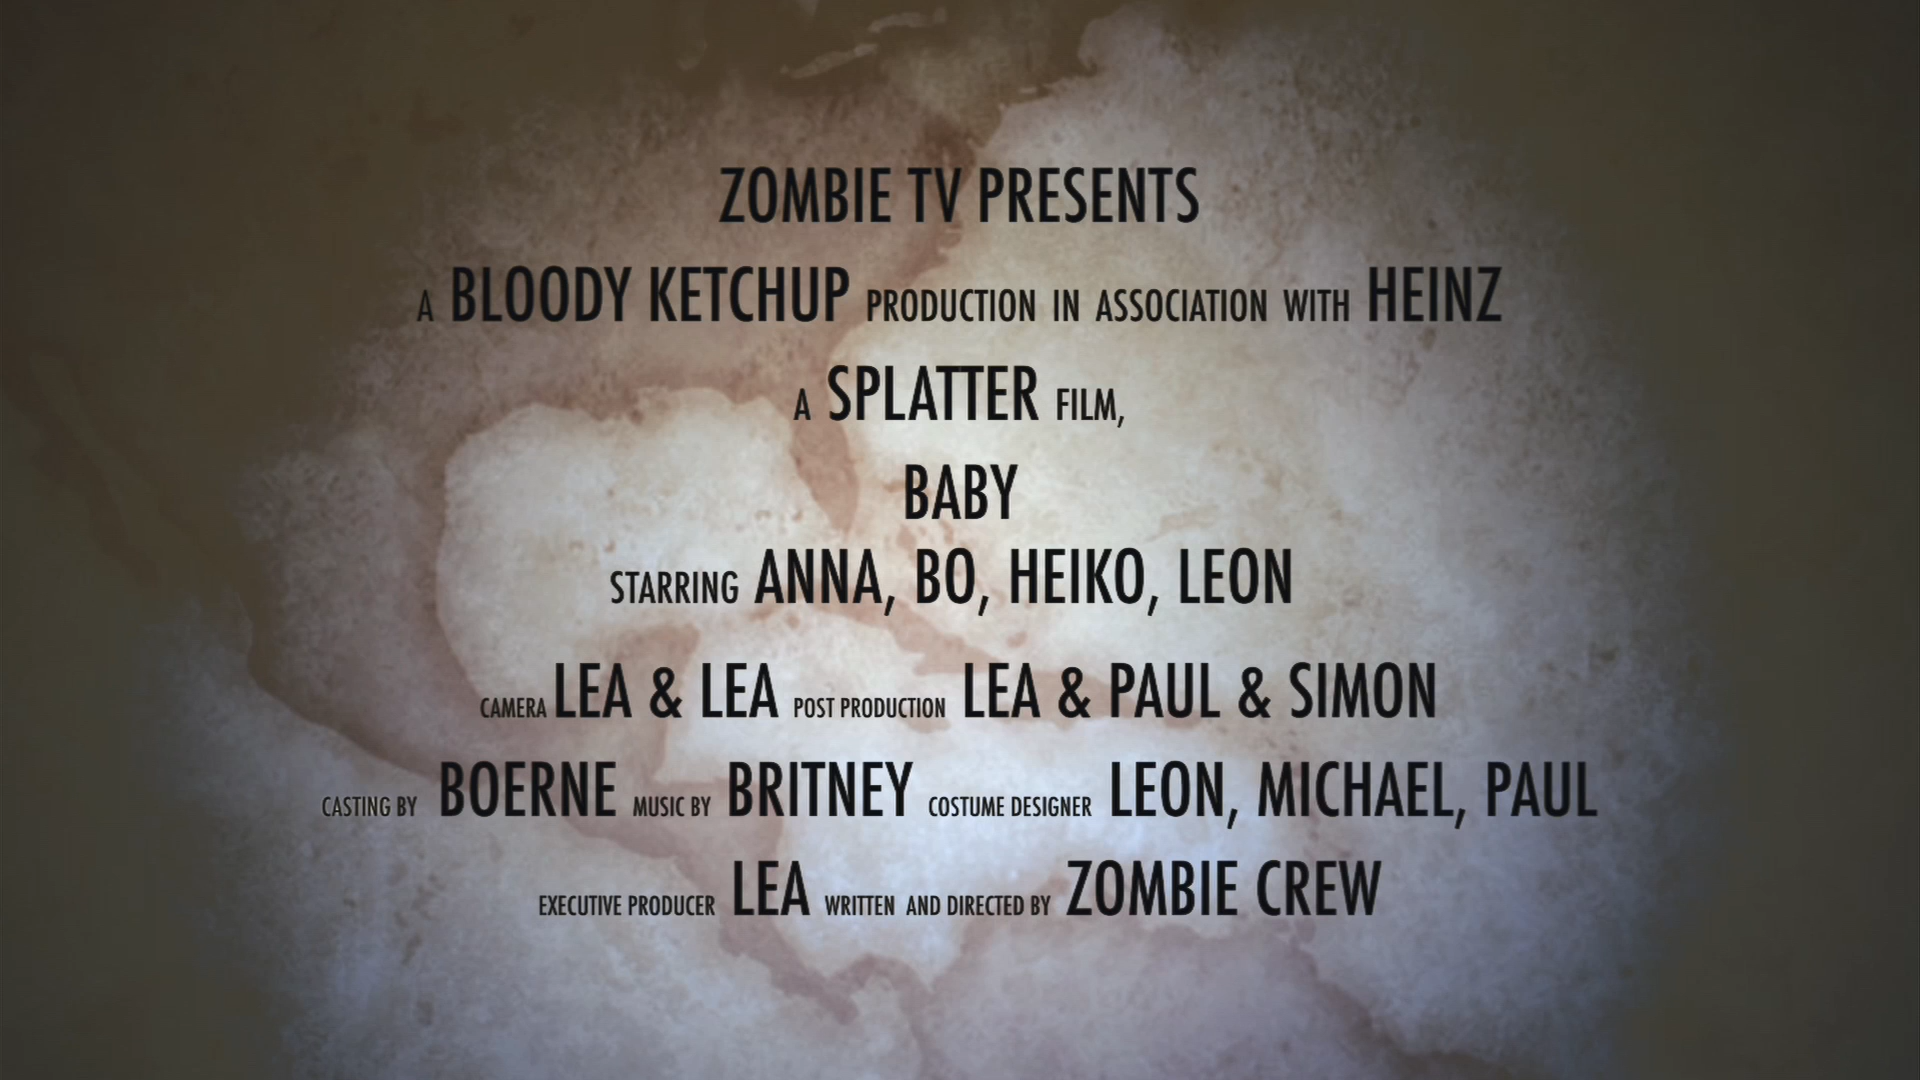 ZOMBIE TV PRESENTS
A BLOODY KETCHUP PRODUCTION IN ASSOCIATION WITH HEINZ
A SPLATTER FILM,
BABY
STARRING ANNA, BO, HEIKO, LEON
CAMERA LEA & LEA POST PRODUCTION LEA & PAUL & SIMON
CASTING BY BOERNE MUSIC BY BRITNEY COSTUME DESIGNER LEON, MICHAEL, PAUL
EXECUTIVE PRODUCER LEA WRITTEN AND DIRECTED BY ZOMBIE CREW